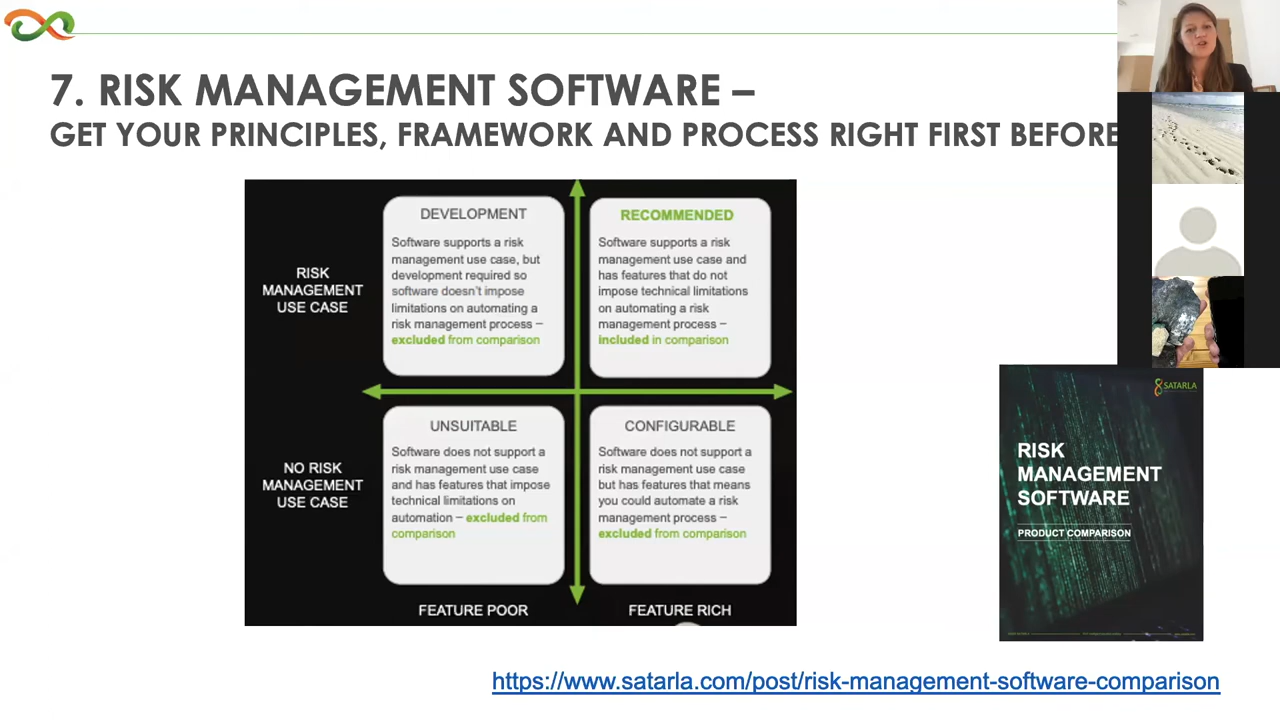 7. RISK MANAGEMENT SOFTWARE –
GET YOUR PRINCIPLES, FRAMEWORK AND PROCESS RIGHT FIRST BEFORE
RISK
MANAGEMENT
USE CASE
DEVELOPMENT
Software supports a risk
management use case, but
development required so
software doesn't impose
limitations on automating a
risk management process –
excluded from comparison
RECOMMENDED
Software supports a risk
management use case and
has features that do not
impose technical limitations
on automating a risk
management process –
included in comparison
NO RISK
MANAGEMENT
USE CASE
UNSUITABLE
Software does not support a
risk management use case
and has features that impose
technical limitations on
automation – excluded from
comparison
CONFIGURABLE
Software does not support a
risk management use case
but has features that means
you could automate a risk
management process –
excluded from comparison
FEATURE POOR
FEATURE RICH
SATARLA
RISK
MANAGEMENT
SOFTWARE
PRODUCT COMPARISON
https://www.satarla.com/post/risk-management-software-comparison